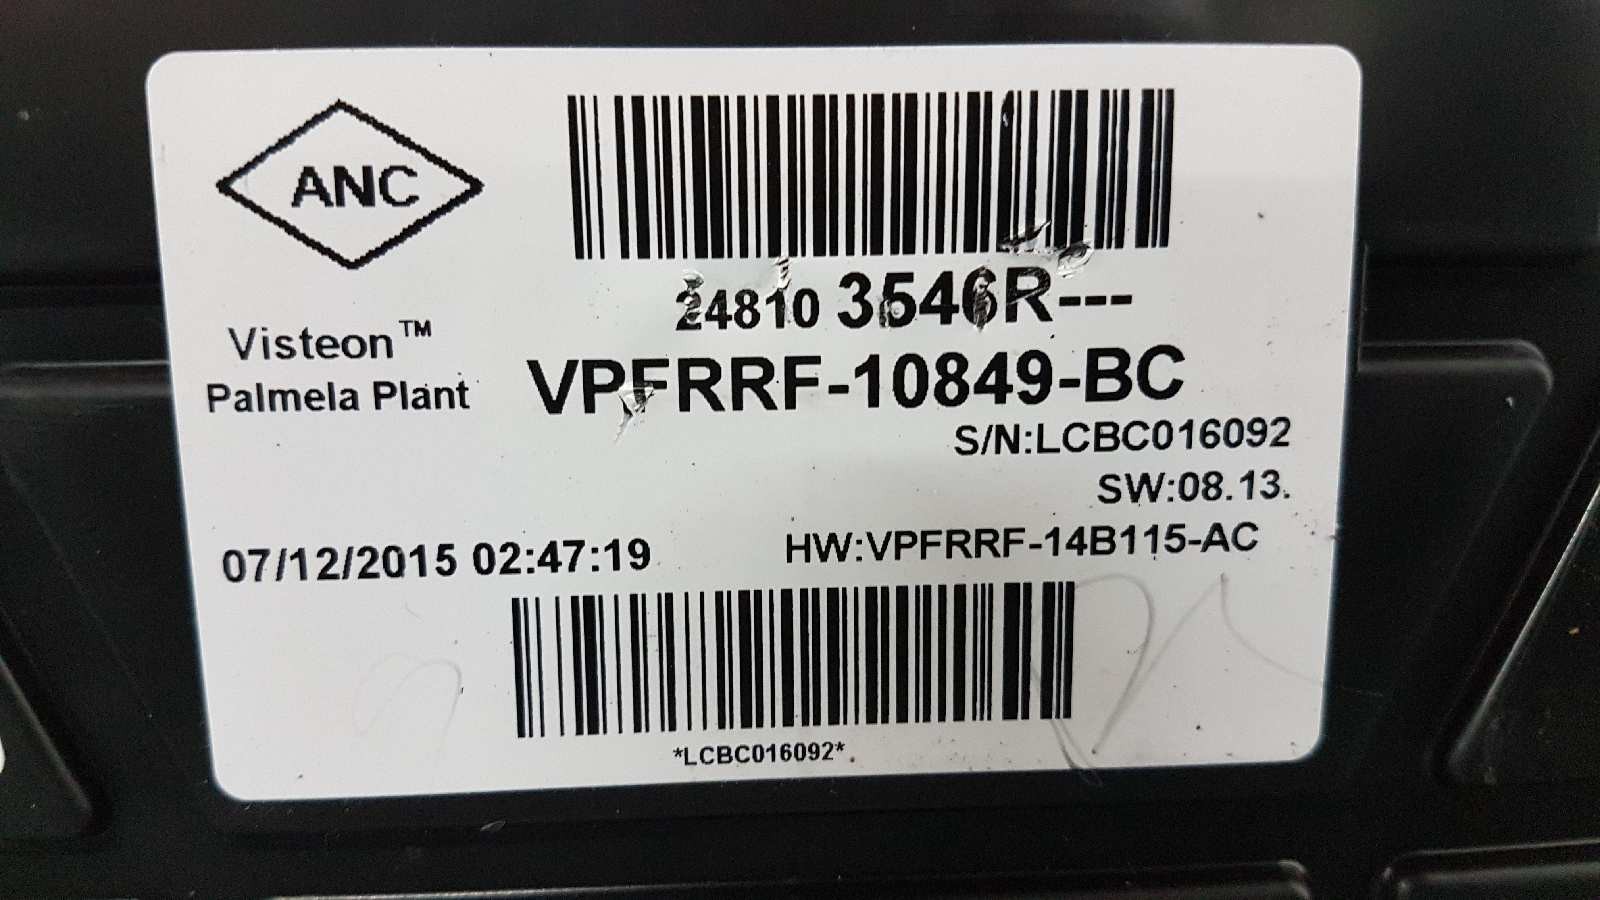 ANC
24810 3546R---
Visteon™
Palmela Plant
VPFRRF-10849-BC
S/N:LCBC016092
SW:08.13.
07/12/2015 02:47:19
HW:VPFRRF-14B115-AC
*LCBC016092*